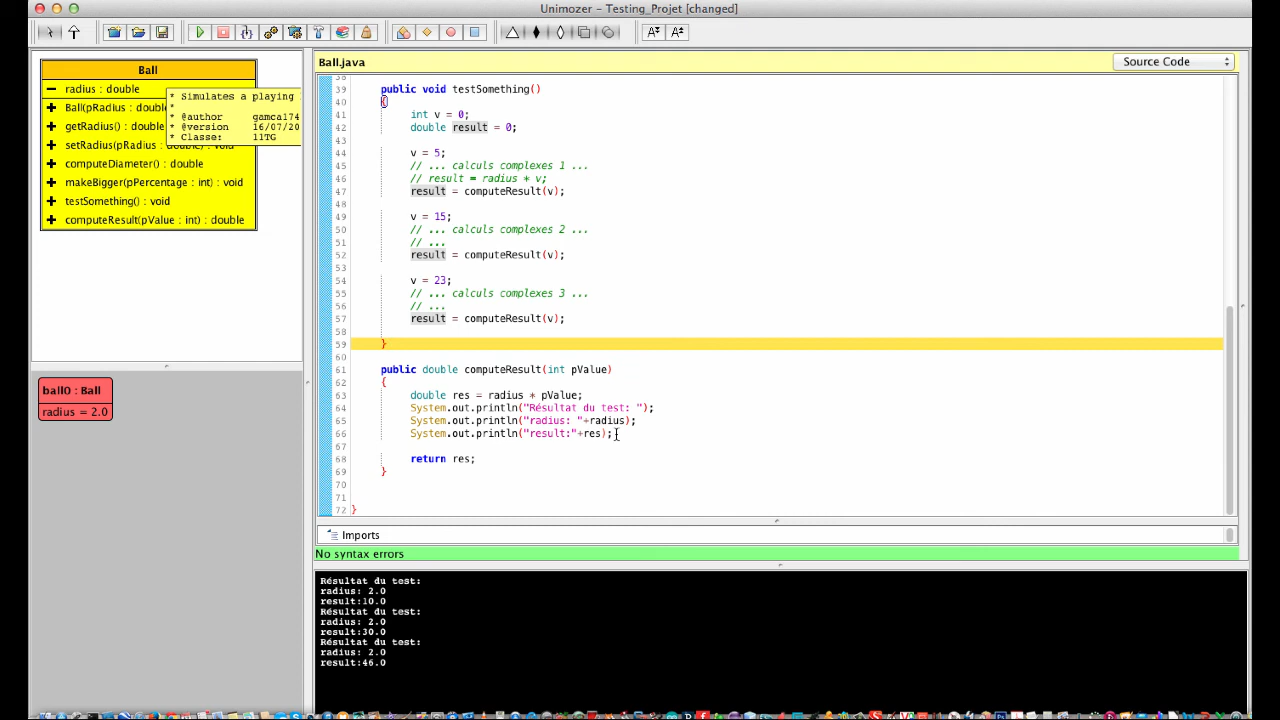 Unimozer - Testing_Projet [changed]
Ball
radius : double
Ball(pRadius : Doubl
getRadius() : double
setRadius(pRadius : Double) : void
computeDiameter() : double
makeBigger(pPercentage : int) : void
testSomething() : void
computeResult(pValue : int) : double
* Simulates a playing
*
* @author gamca174
* @version 16/07/20
* Classe: 11TG
ball0 : Ball
radius = 2.0
Ball.java
Source Code
38
39 public void testSomething()
40 {
41 int v = 0;
42 double result = 0;
43
44 v = 5;
45 // ... calculs complexes 1 ...
46 // result = radius * v;
47 result = computeResult(v);
48
49 v = 15;
50 // ... calculs complexes 2 ...
51 // ...
52 result = computeResult(v);
53
54 v = 23;
55 // ... calculs complexes 3 ...
56 // ...
57 result = computeResult(v);
58
59 }
60
61 public double computeResult(int pValue)
62 {
63 double res = radius * pValue;
64 System.out.println("Résultat du test: ");
65 System.out.println("radius: "+radius);
66 System.out.println("result:"+res);
67
68 return res;
69 }
70
71
72 }
Imports
No syntax errors
Résultat du test:
radius: 2.0
result:10.0
Résultat du test:
radius: 2.0
result:30.0
Résultat du test:
radius: 2.0
result:46.0